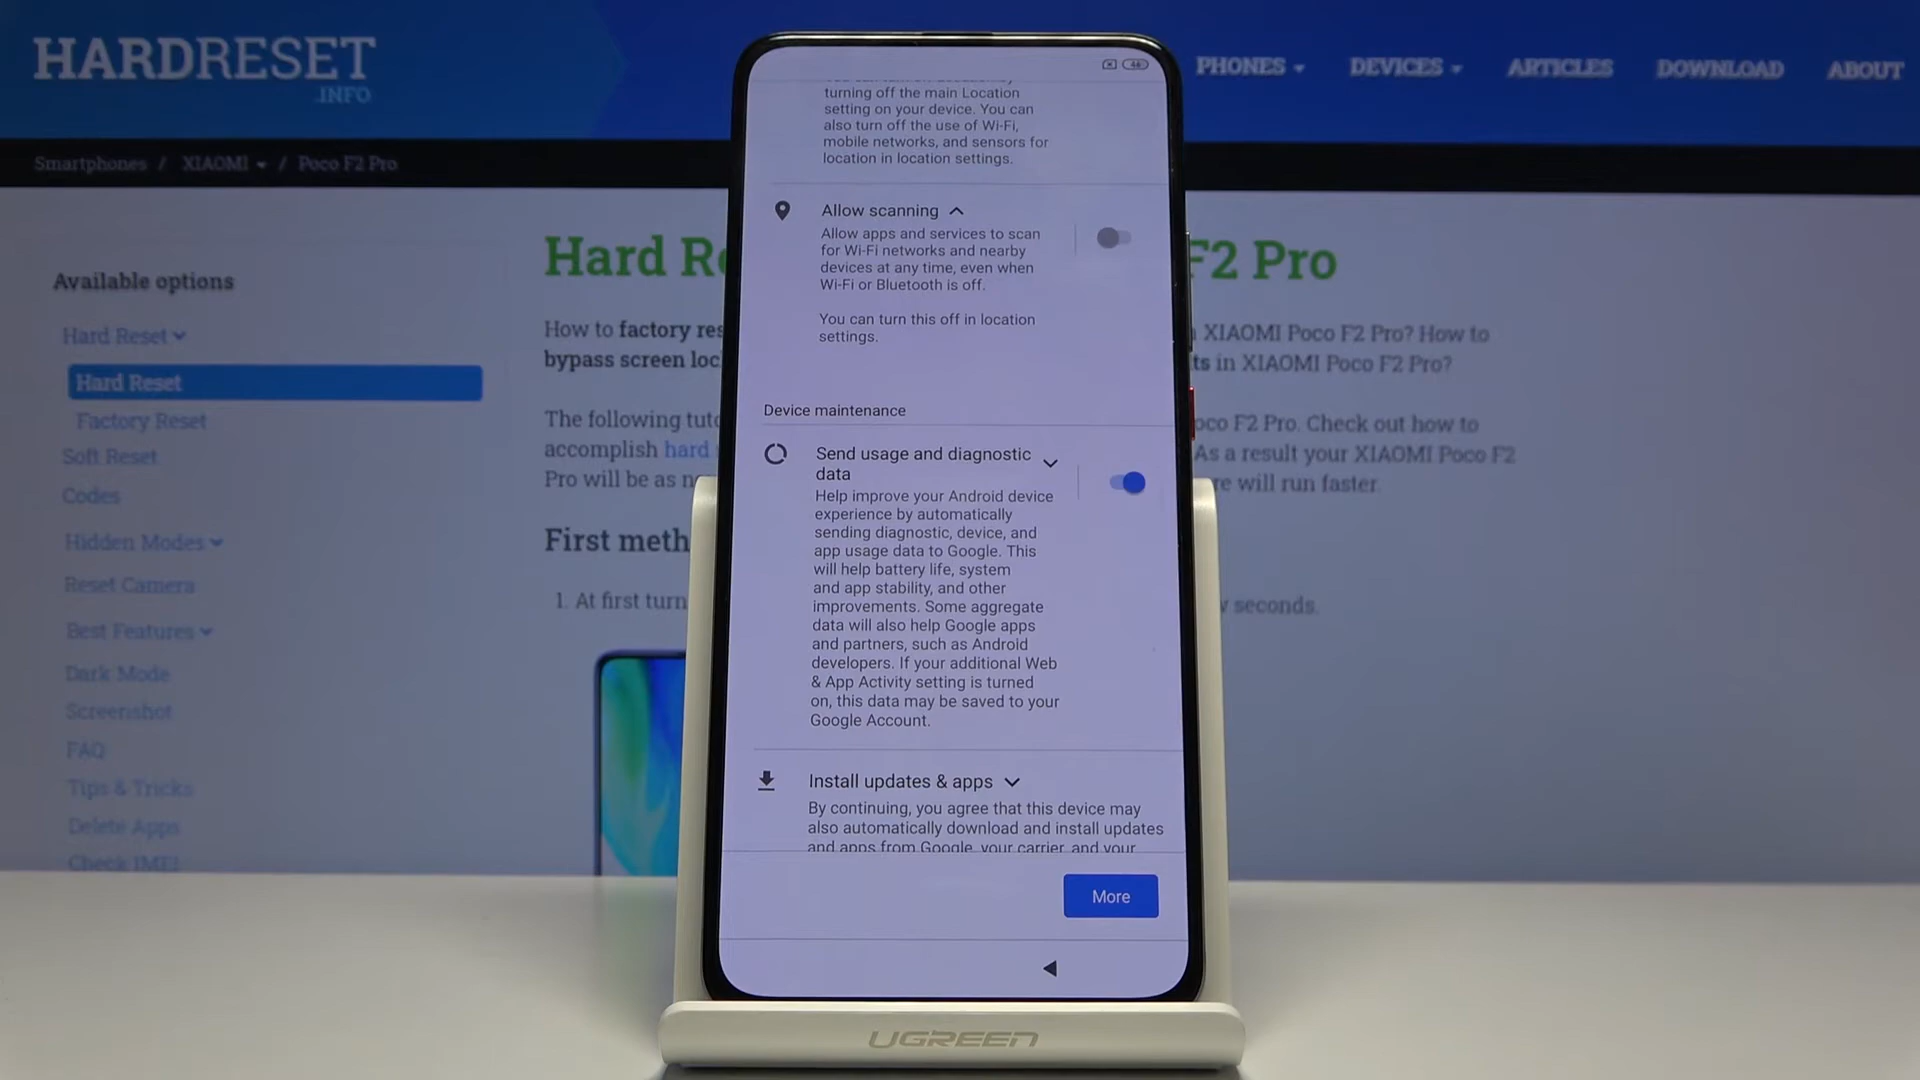 HARDRESET
.INFO
PHONES
DEVICES
ARTICLES
DOWNLOAD
ABOUT
Smartphones / XIAOMI / Poco F2 Pro
Available options
Hard Reset
Hard Reset
Factory Reset
Soft Reset
Codes
Hidden Modes
Reset Camera
Best Features
Dark Mode
Screenshot
FAQ
Tips & Tricks
Delete Apps
Check IMEI
Hard R
F2 Pro
How to factory res
XIAOMI Poco F2 Pro? How to
bypass screen loc
ts in XIAOMI Poco F2 Pro?
The following tuto
oco F2 Pro. Check out how to
accomplish hard
As a result your XIAOMI Poco F2
Pro will be as n
re will run faster.
First meth
1. At first turn
seconds.
44
turning off the main Location
setting on your device. You can
also turn off the use of Wi-Fi,
mobile networks, and sensors for
location in location settings.
Allow scanning
Allow apps and services to scan
for Wi-Fi networks and nearby
devices at any time, even when
Wi-Fi or Bluetooth is off.
You can turn this off in location
settings.
Device maintenance
Send usage and diagnostic
data
Help improve your Android device
experience by automatically
sending diagnostic, device, and
app usage data to Google. This
will help battery life, system
and app stability, and other
improvements. Some aggregate
data will also help Google apps
and partners, such as Android
developers. If your additional Web
& App Activity setting is turned
on, this data may be saved to your
Google Account.
Install updates & apps
By continuing, you agree that this device may
also automatically download and install updates
and apps from Google, your carrier, and your
More
UGREEN